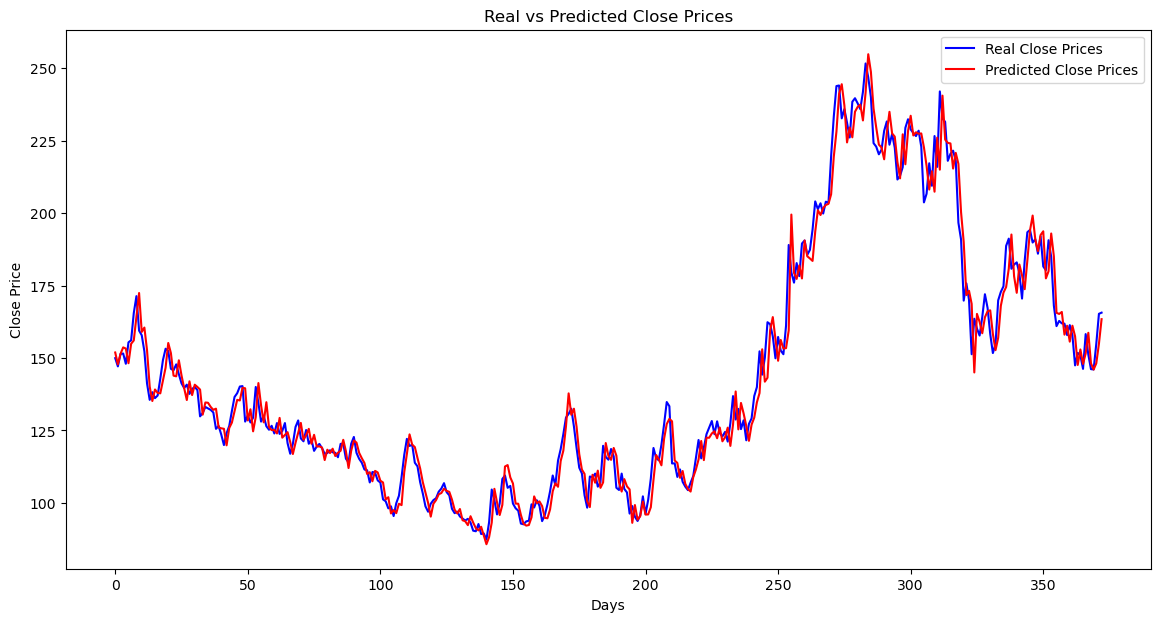 Real vs Predicted Close Prices
Real Close Prices
Predicted Close Prices
250
225
200
175
150
125
100
Close Price
0 50 100 150 200 250 300 350
Days